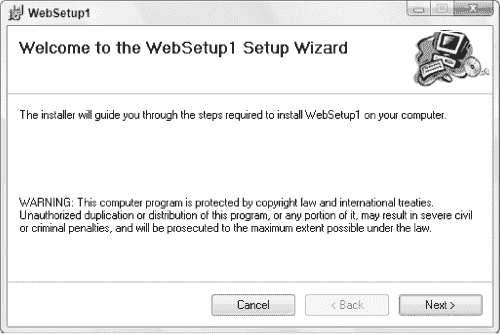 WebSetup1
Welcome to the WebSetup1 Setup Wizard
The installer will guide you through the steps required to install WebSetup1 on your computer.
WARNING: This computer program is protected by copyright law and international treaties.
Unauthorized duplication or distribution of this program, or any portion of it, may result in severe civil
or criminal penalties, and will be prosecuted to the maximum extent possible under the law.
Cancel
< Back
Next >